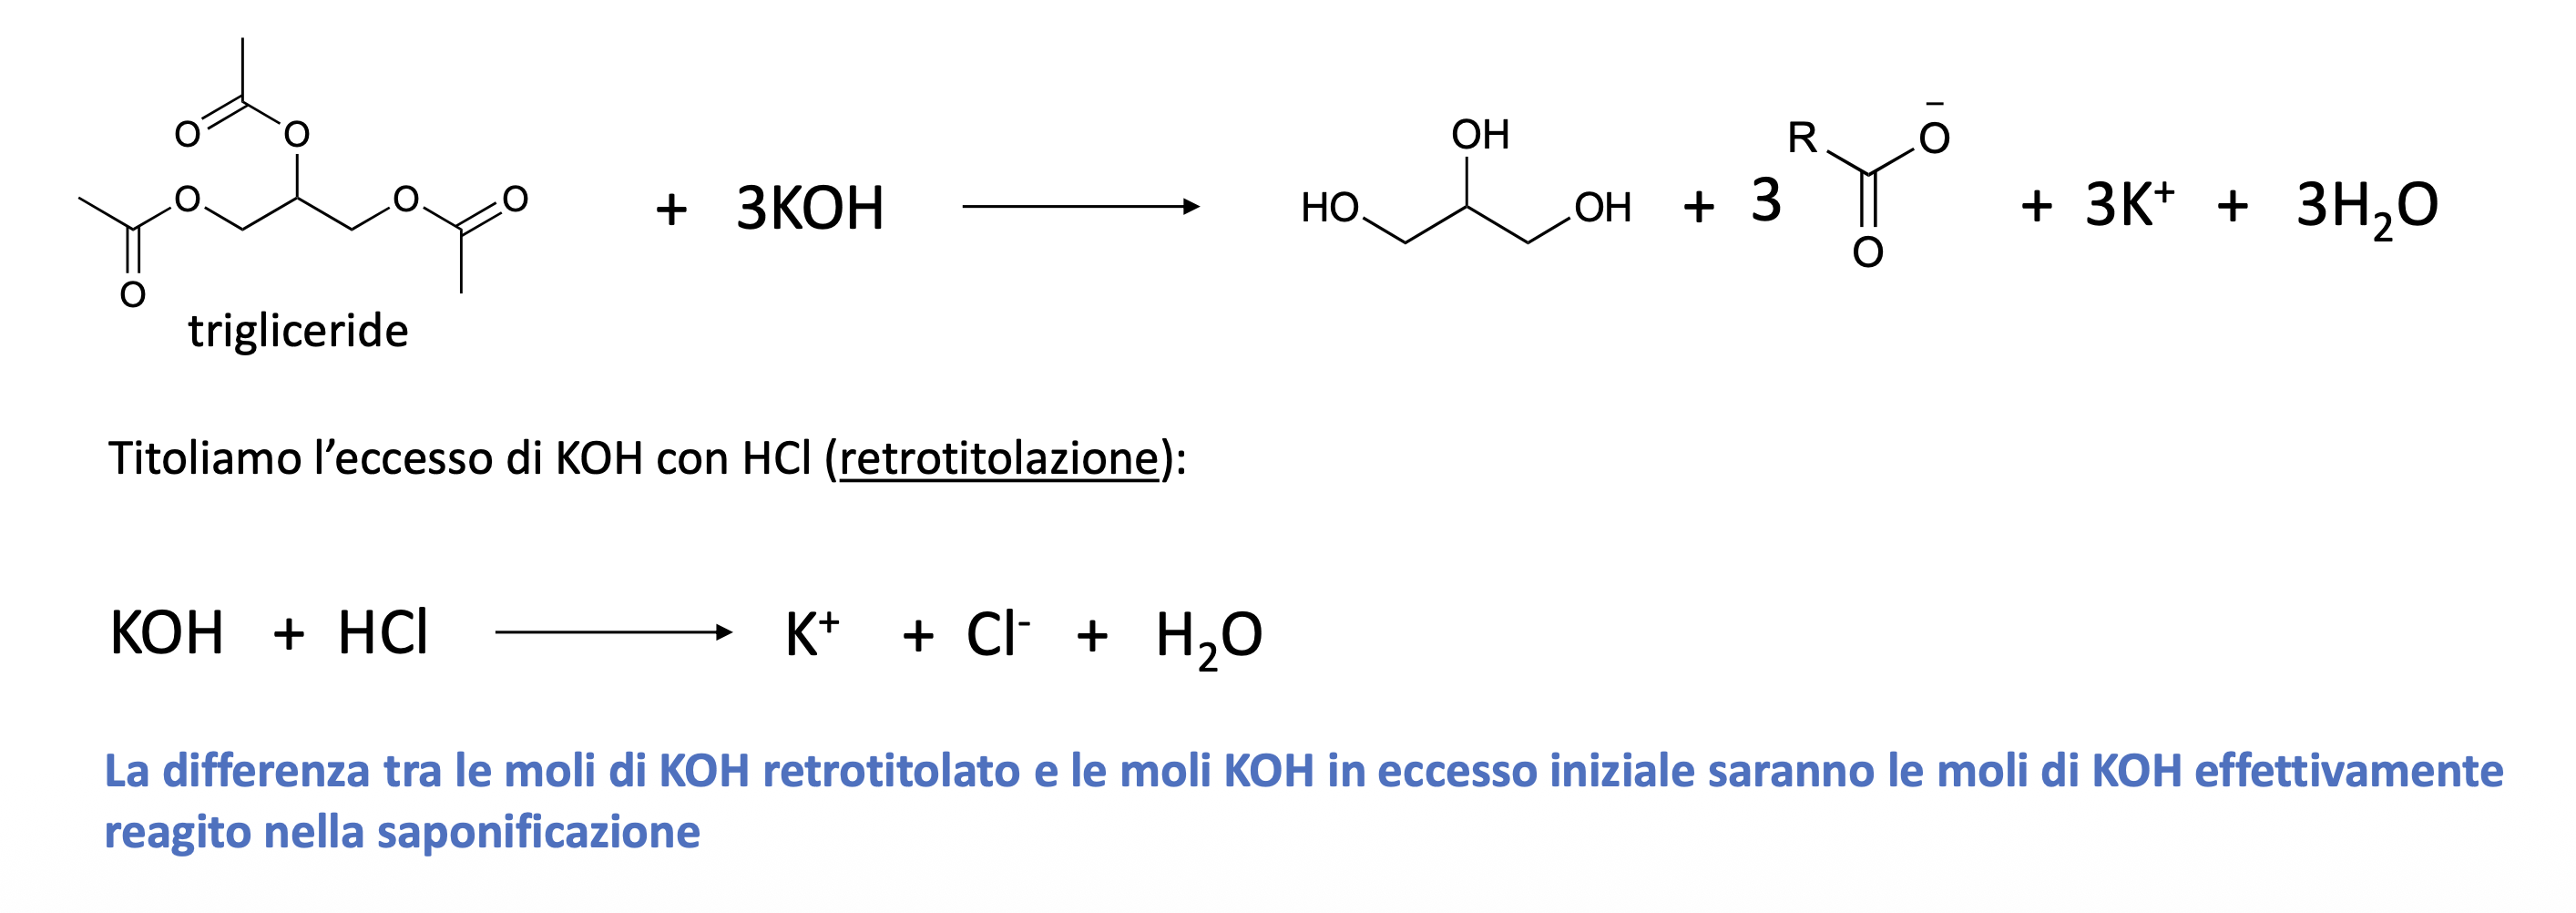 O O
O O O
O
trigliceride
+ 3KOH
OH
HO OH
+ 3
R O⁻
O
+ 3K⁺ + 3H₂O
Titoliamo l’eccesso di KOH con HCl (retrotitolazione):
KOH + HCl K⁺ + Cl⁻ + H₂O
La differenza tra le moli di KOH retrotitolato e le moli KOH in eccesso iniziale saranno le moli di KOH effettivamente
reagito nella saponificazione